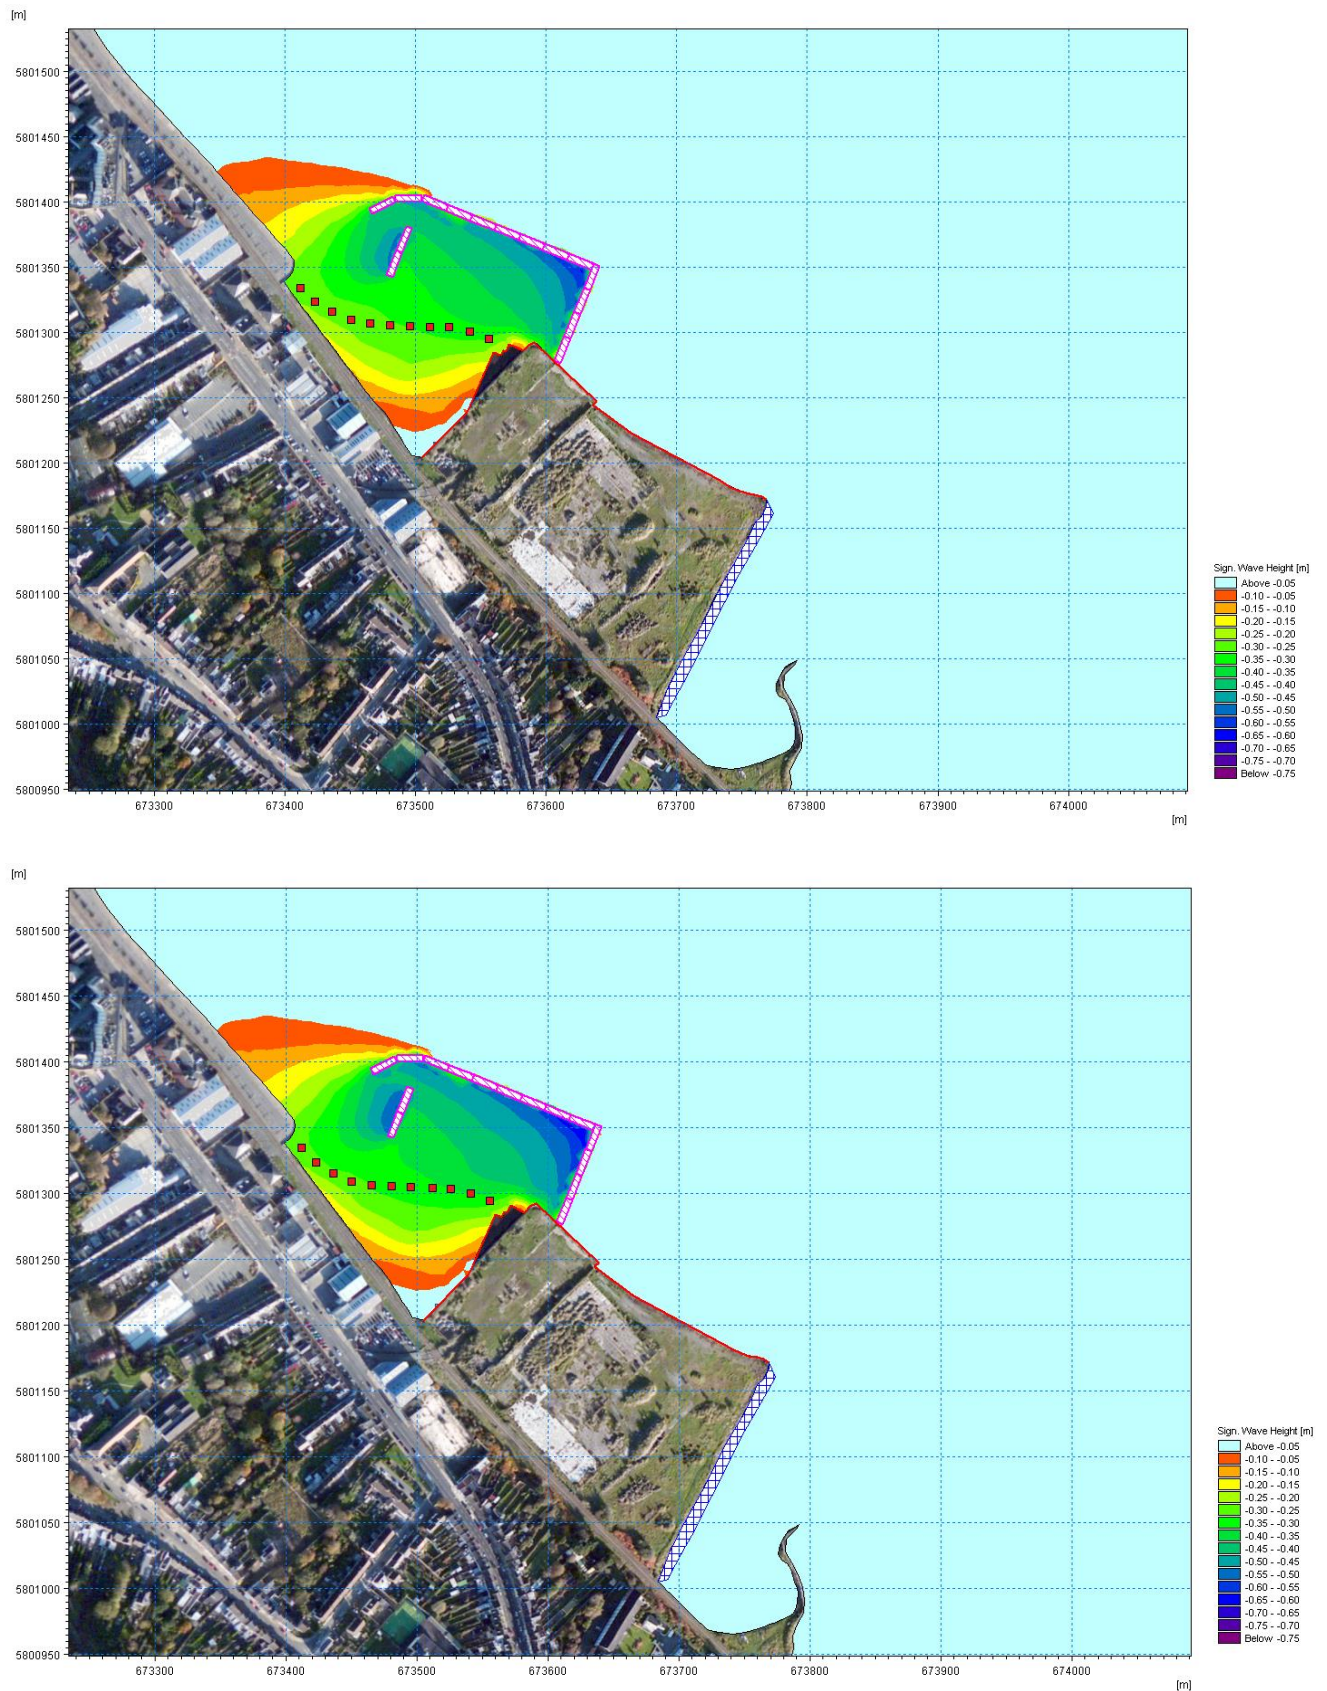 [m]
5801500
5801450
5801400
5801350
5801300
5801250
5801200
5801150
5801100
5801050
5801000
5800950
673300 673400 673500 673600 673700 673800 673900 674000
[m]
Sign. Wave Height [m]
Above -0.05
-0.10 - -0.05
-0.15 - -0.10
-0.20 - -0.15
-0.25 - -0.20
-0.30 - -0.25
-0.35 - -0.30
-0.40 - -0.35
-0.45 - -0.40
-0.50 - -0.45
-0.55 - -0.50
-0.60 - -0.55
-0.65 - -0.60
-0.70 - -0.65
-0.75 - -0.70
Below -0.75
[m]
5801500
5801450
5801400
5801350
5801300
5801250
5801200
5801150
5801100
5801050
5801000
5800950
673300 673400 673500 673600 673700 673800 673900 674000
[m]
Sign. Wave Height [m]
Above -0.05
-0.10 - -0.05
-0.15 - -0.10
-0.20 - -0.15
-0.25 - -0.20
-0.30 - -0.25
-0.35 - -0.30
-0.40 - -0.35
-0.45 - -0.40
-0.50 - -0.45
-0.55 - -0.50
-0.60 - -0.55
-0.65 - -0.60
-0.70 - -0.65
-0.75 - -0.70
Below -0.75